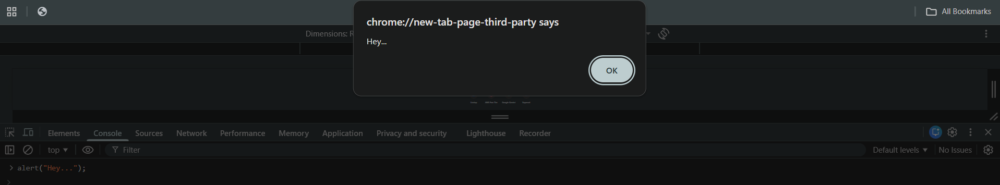 All Bookmarks
chrome://new-tab-page-third-party says
Hey...
OK
Dimensions: R
Elements Console Sources Network Performance Memory Application Privacy and security Lighthouse Recorder
top Filter Default levels No Issues
alert("Hey...");